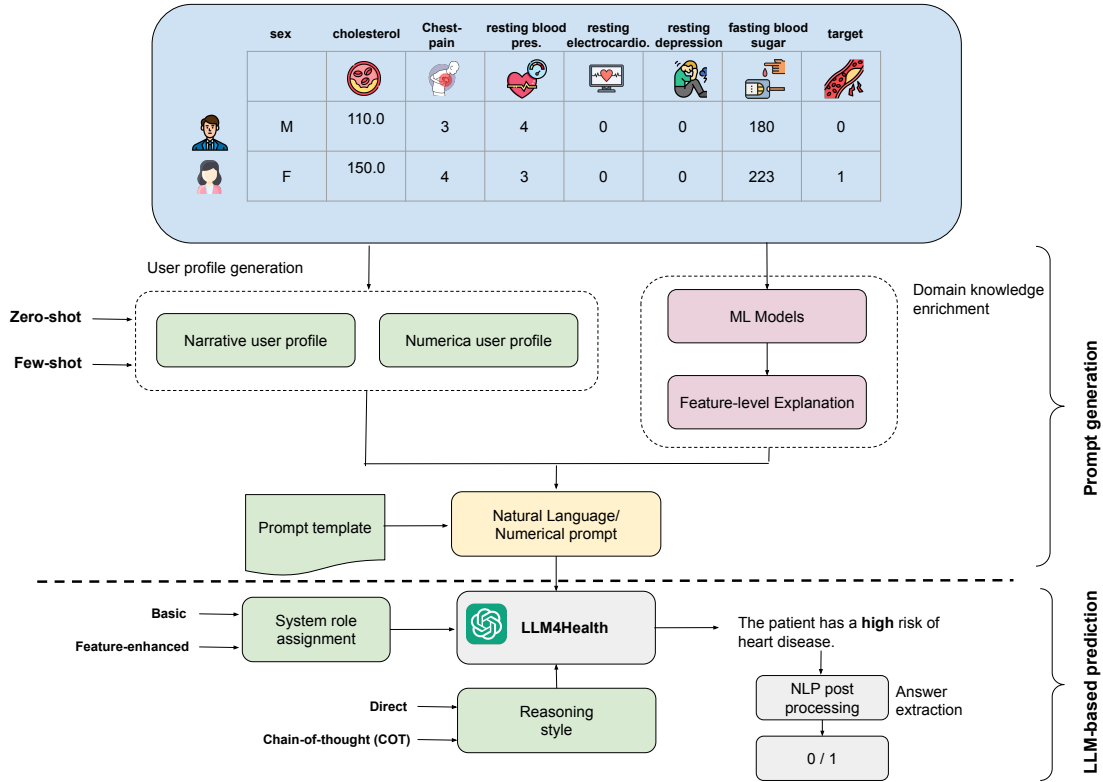 sex
cholesterol
Chest-
pain
resting blood
pres.
resting
electrocardio.
resting
depression
fasting blood
sugar
target
M
110.0
3
4
0
0
180
0
F
150.0
4
3
0
0
223
1
User profile generation
Domain knowledge
enrichment
Zero-shot
Few-shot
Narrative user profile
Numerica user profile
ML Models
Feature-level Explanation
Prompt generation
Prompt template
Natural Language/
Numerical prompt
Basic
Feature-enhanced
System role
assignment
LLM4Health
The patient has a high risk of
heart disease.
Direct
Chain-of-thought (COT)
Reasoning
style
NLP post
processing
Answer
extraction
0 / 1
LLM-based prediction